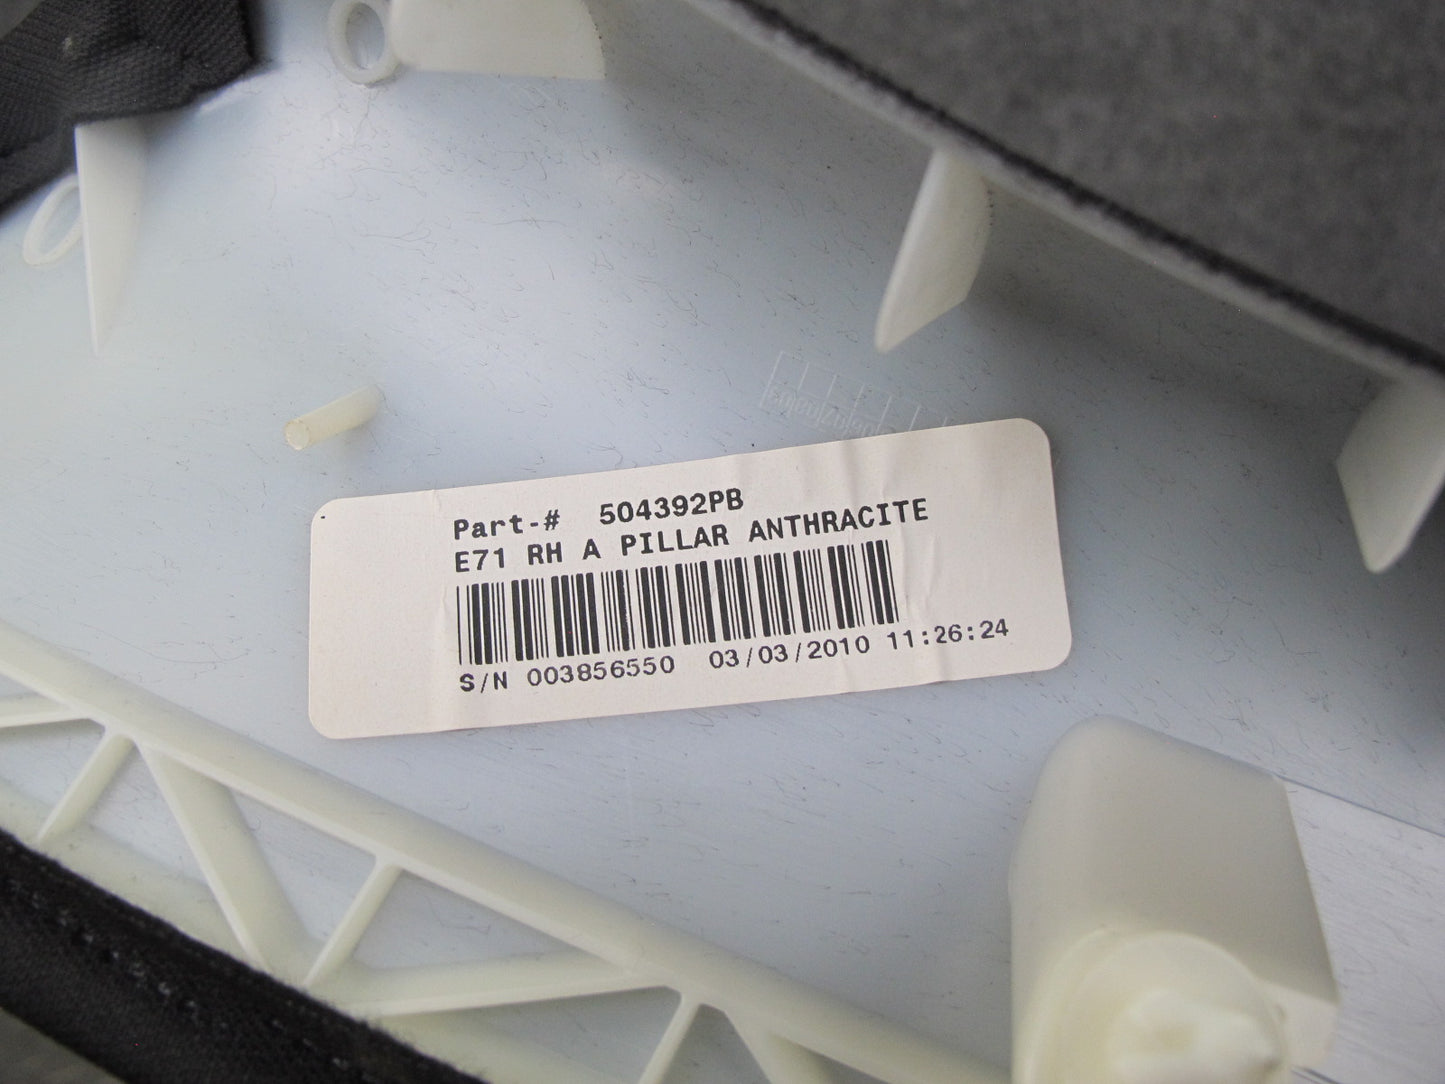 Part-# 504392PB
E71 RH A PILLAR ANTHRACITE
S/N 003856550 03/03/2010 11:26:24